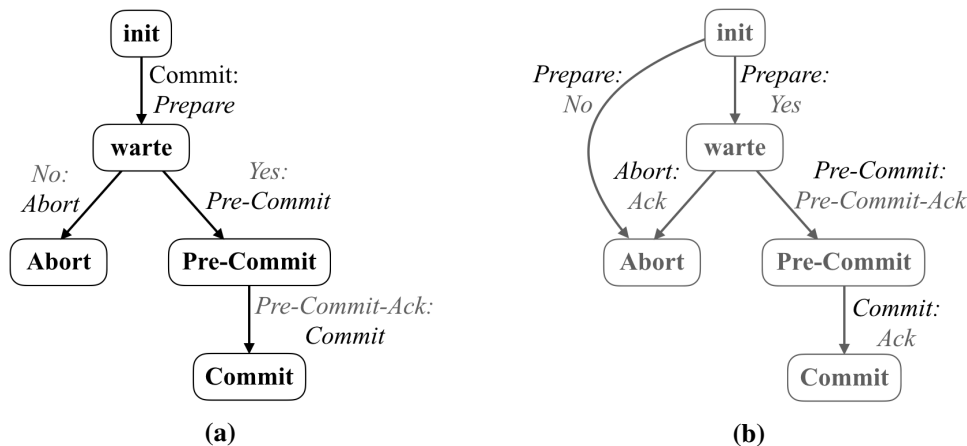 init
Commit:
Prepare
warte
No:
Abort
Yes:
Pre-Commit
Abort
Pre-Commit
Pre-Commit-Ack:
Commit
Commit
(a)
init
Prepare:
No
Prepare:
Yes
warte
Abort:
Ack
Pre-Commit:
Pre-Commit-Ack
Abort
Pre-Commit
Commit:
Ack
Commit
(b)